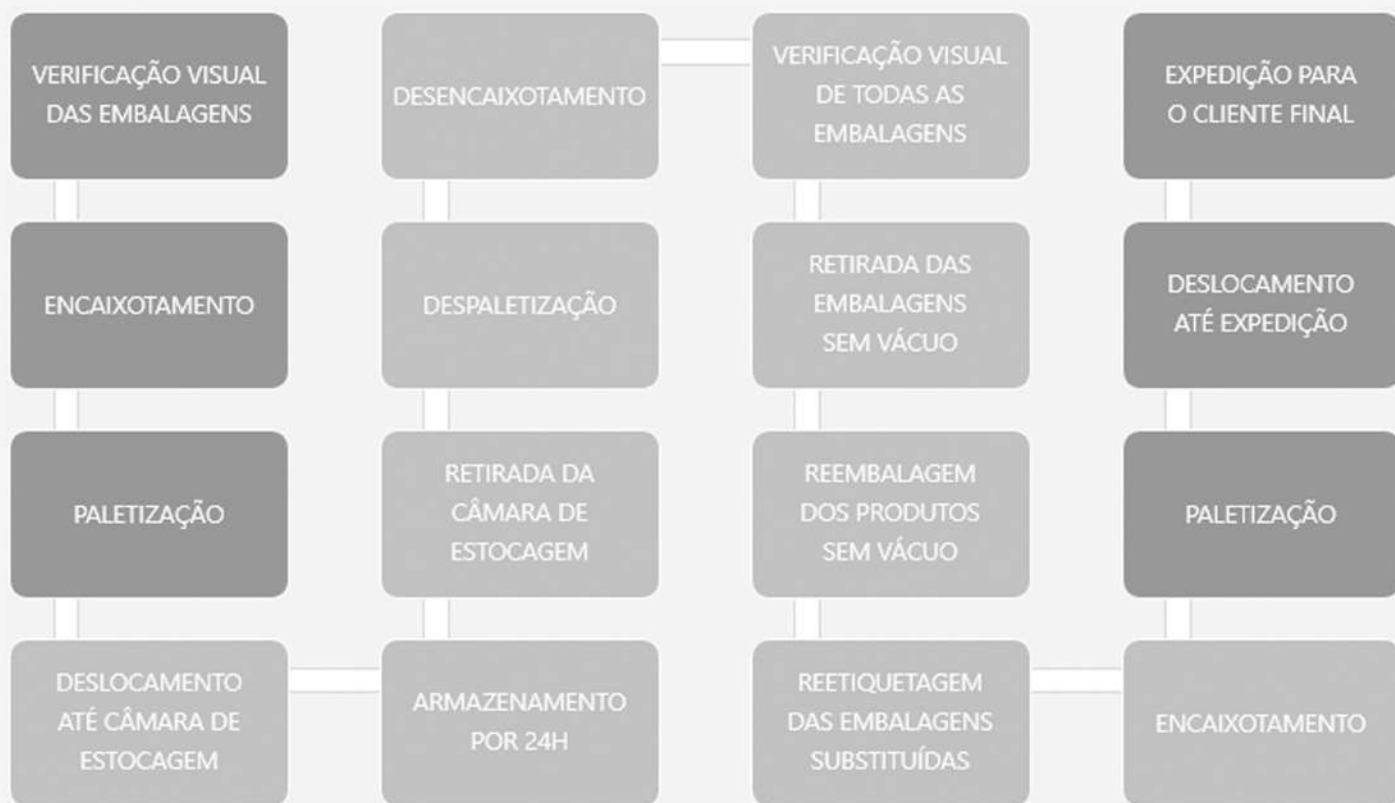 VERIFICAÇÃO VISUAL
DAS EMBALAGENS
ENCAIXOTAMENTO
PALETIZAÇÃO
DESLOCAMENTO
ATÉ CÂMARA DE
ESTOCAGEM
ARMAZENAMENTO
POR 24H
RETIRADA DA
CÂMARA DE
ESTOCAGEM
DESPALETIZAÇÃO
DESENCAIXOTAMENTO
VERIFICAÇÃO VISUAL
DE TODAS AS
EMBALAGENS
RETIRADA DAS
EMBALAGENS
SEM VÁCUO
REEMBALAGEM
DOS PRODUTOS
SEM VÁCUO
REETIQUETAGEM
DAS EMBALAGENS
SUBSTITUÍDAS
ENCAIXOTAMENTO
PALETIZAÇÃO
DESLOCAMENTO
ATÉ EXPEDIÇÃO
EXPEDIÇÃO PARA
O CLIENTE FINAL